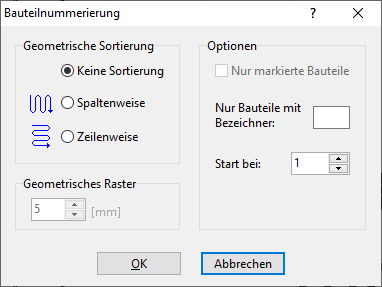 Bauteilnummerierung
?
Geometrische Sortierung
Keine Sortierung
Spaltenweise
Zeilenweise
Geometrisches Raster
5
[mm]
Optionen
Nur markierte Bauteile
Nur Bauteile mit
Bezeichner:
Start bei:
1
OK
Abbrechen